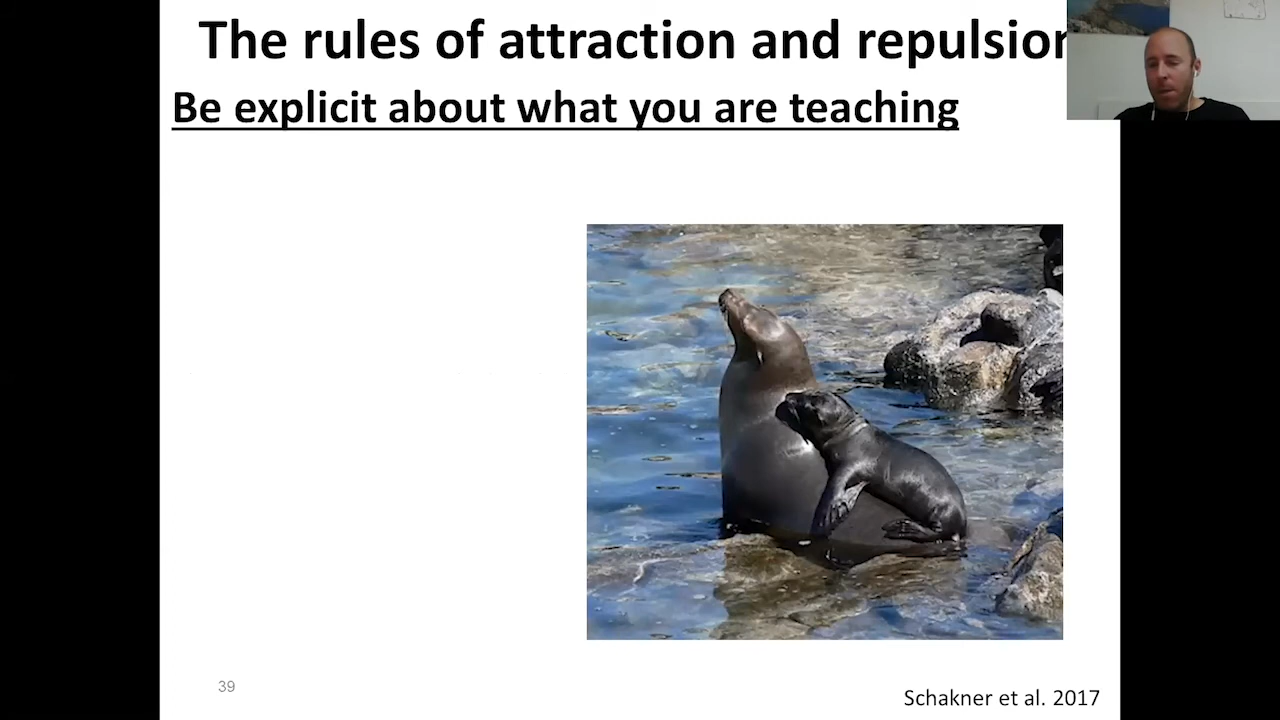 The rules of attraction and repulsion
Be explicit about what you are teaching
39
Schakner et al. 2017